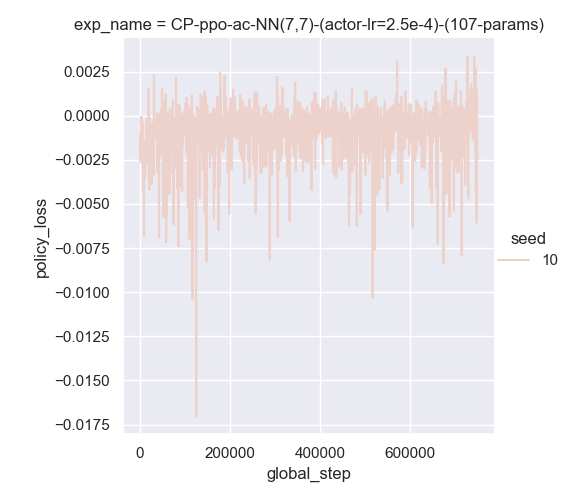 exp_name = CP-ppo-ac-NN(7,7)-(actor-lr=2.5e-4)-(107-params)
0.0025
0.0000
−0.0025
−0.0050
−0.0075
−0.0100
−0.0125
−0.0150
−0.0175
policy_loss
0 200000 400000 600000
global_step
seed
10